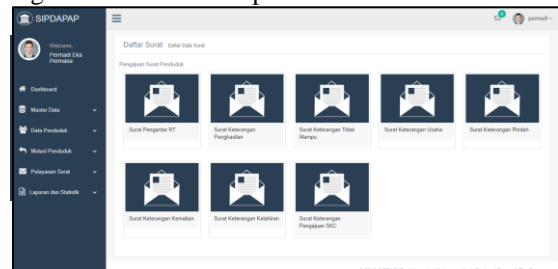 SIPDAPAP
permadi
Welcome,
Permadi Eka
Permana
Daftar Surat Daftar Data Surat
Pengajuan Surat Penduduk
Dashboard
Master Data
Data Penduduk
Mutasi Penduduk
Pelayanan Surat
Laporan dan Statistik
Surat Pengantar RT
Surat Keterangan
Penghasilan
Surat Keterangan Tidak
Mampu
Surat Keterangan Usaha
Surat Keterangan Pindah
Surat Keterangan Kematian
Surat Keterangan Kelahiran
Surat Keterangan
Pengajuan SKC